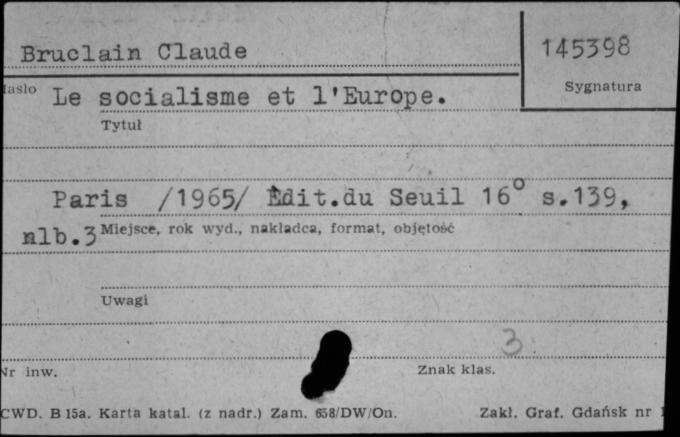 Bruclain Claude
145398
Sygnatura
Hasło Le socialisme et l'Europe.
Tytuł
Paris /1965/ Èdit.du Seuil 16° s.139,
nlb.3 Miejsce, rok wyd., nakładca, format, objętość
Uwagi
3
Nr inw.
Znak klas.
CWD. B 15a. Karta katal. (z nadr.) Zam. 658/DW/On.
Zakł. Graf. Gdańsk nr